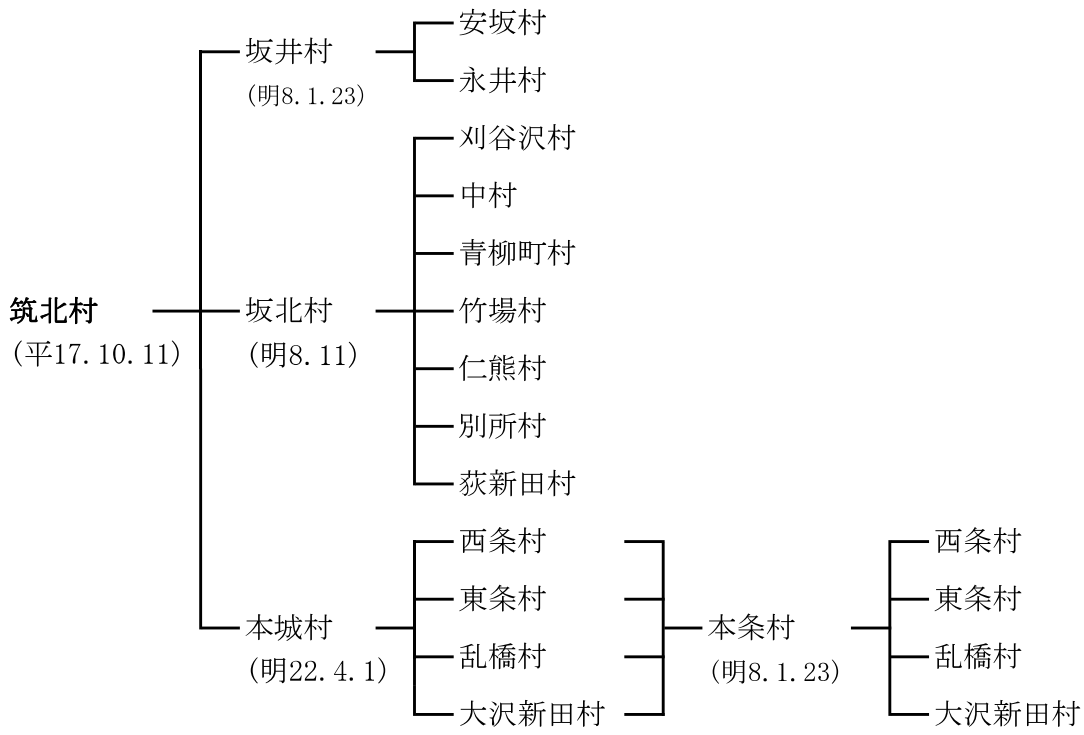 筑北村
(平17.10.11)
坂井村
(明8.1.23)
安坂村
永井村
坂北村
(明8.11)
刈谷沢村
中村
青柳町村
竹場村
仁熊村
別所村
荻新田村
本城村
(明22.4.1)
西条村
東条村
乱橋村
大沢新田村
本条村
(明8.1.23)
西条村
東条村
乱橋村
大沢新田村